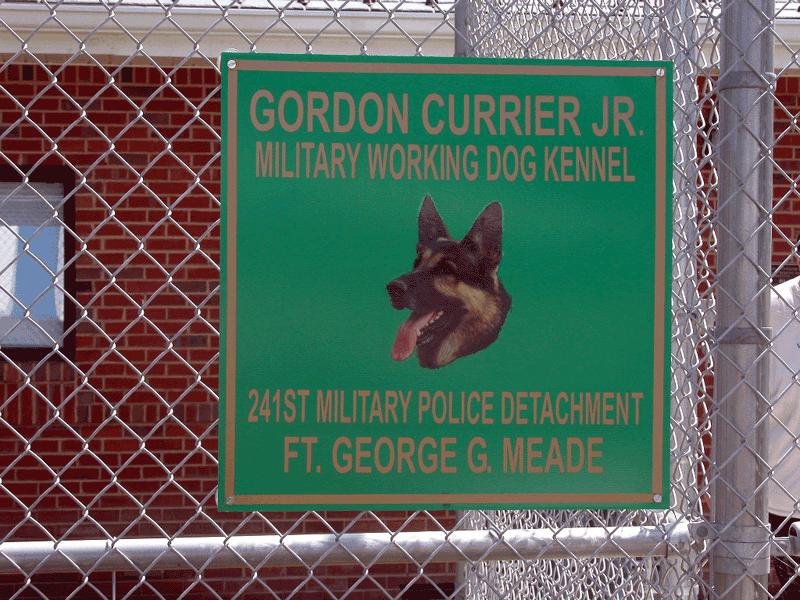 GORDON CURRIER JR.
MILITARY WORKING DOG KENNEL
241ST MILITARY POLICE DETACHMENT
FT. GEORGE G. MEADE